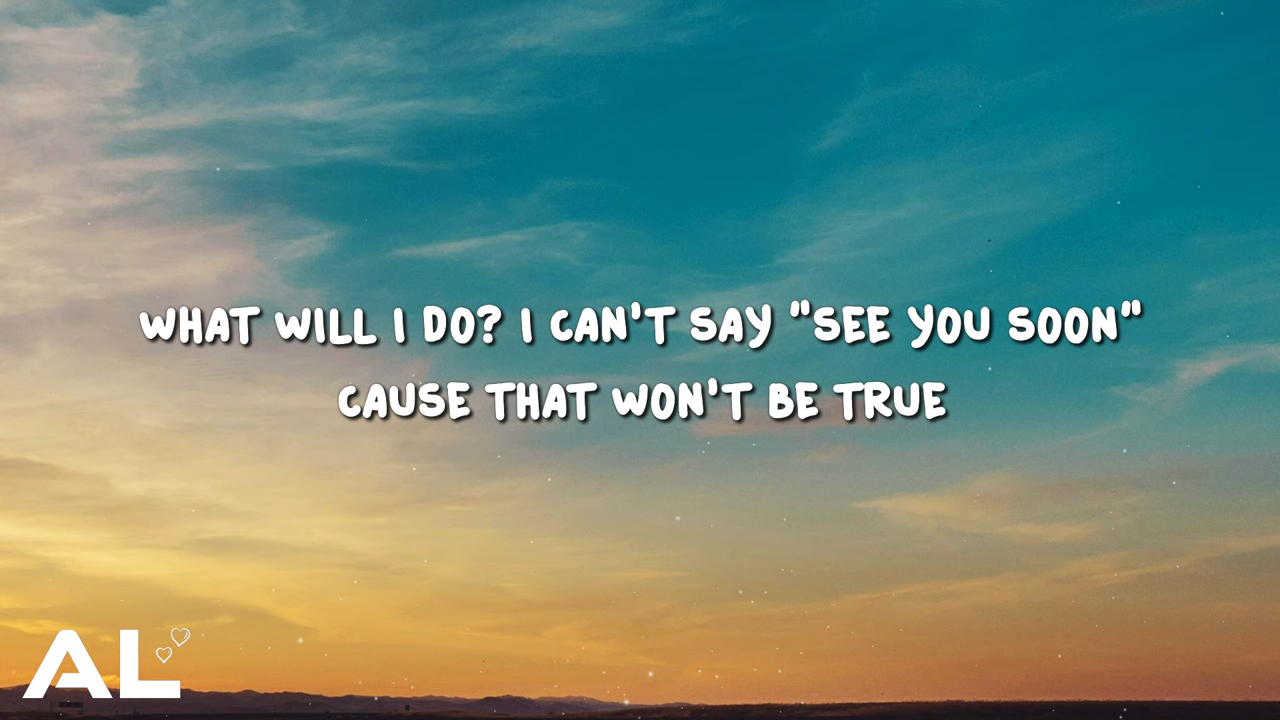 WHAT WILL I DO? I CAN'T SAY "SEE YOU SOON"
CAUSE THAT WON'T BE TRUE
AL